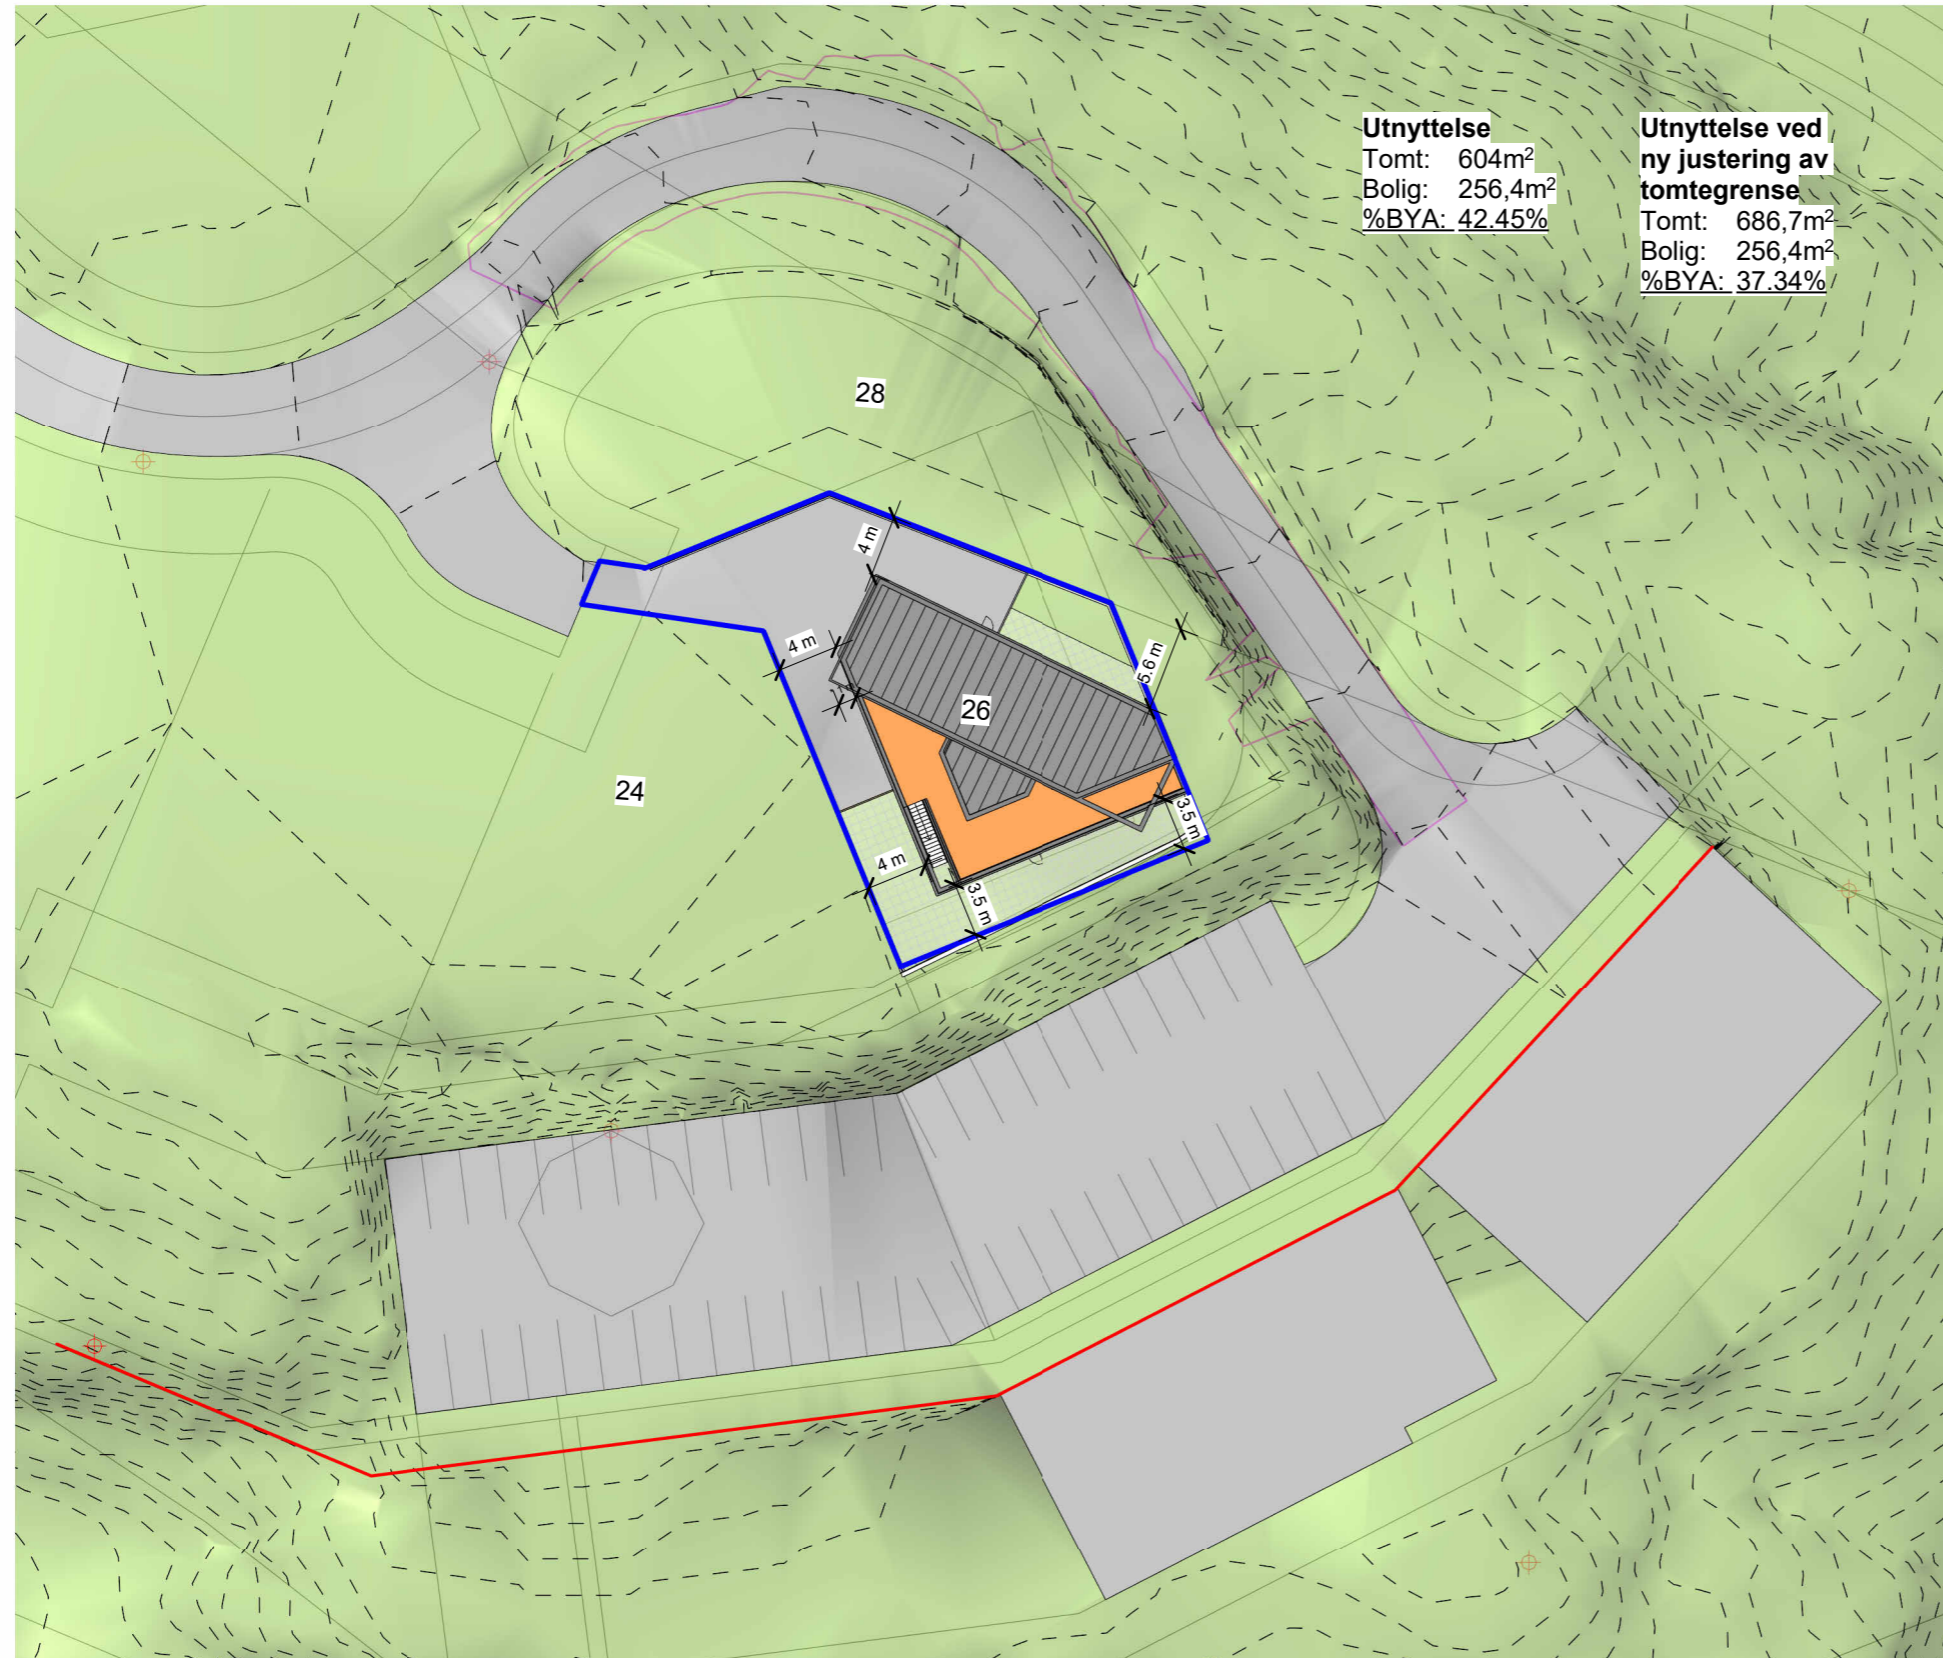 Utnyttelse
Tomt: 604m²
Bolig: 256,4m²
%BYA: 42.45%
Utnyttelse ved
ny justering av
tomtegrense
Tomt: 686,7m²
Bolig: 256,4m²
%BYA: 37.34%
28
4 m
4 m
5.6 m
26
24
3.5 m
4 m
3.5 m